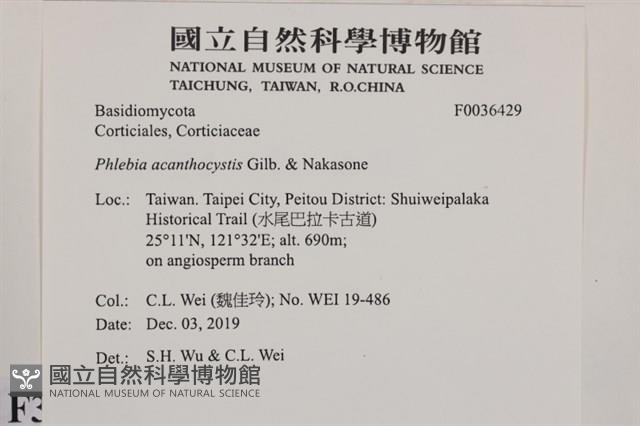 國立自然科學博物館
NATIONAL MUSEUM OF NATURAL SCIENCE
TAICHUNG, TAIWAN, R.O.CHINA
Basidiomycota F0036429
Corticiales, Corticiaceae
Phlebia acanthocystis Gilb. & Nakasone
Loc.: Taiwan. Taipei City, Peitou District: Shuiweipalaka
Historical Trail (水尾巴拉卡古道)
25°11'N, 121°32'E; alt. 690m;
on angiosperm branch
Col.: C.L. Wei (魏佳玲); No. WEI 19-486
Date: Dec. 03, 2019
Det.: S.H. Wu & C.L. Wei
國立自然科學博物館
NATIONAL MUSEUM OF NATURAL SCIENCE